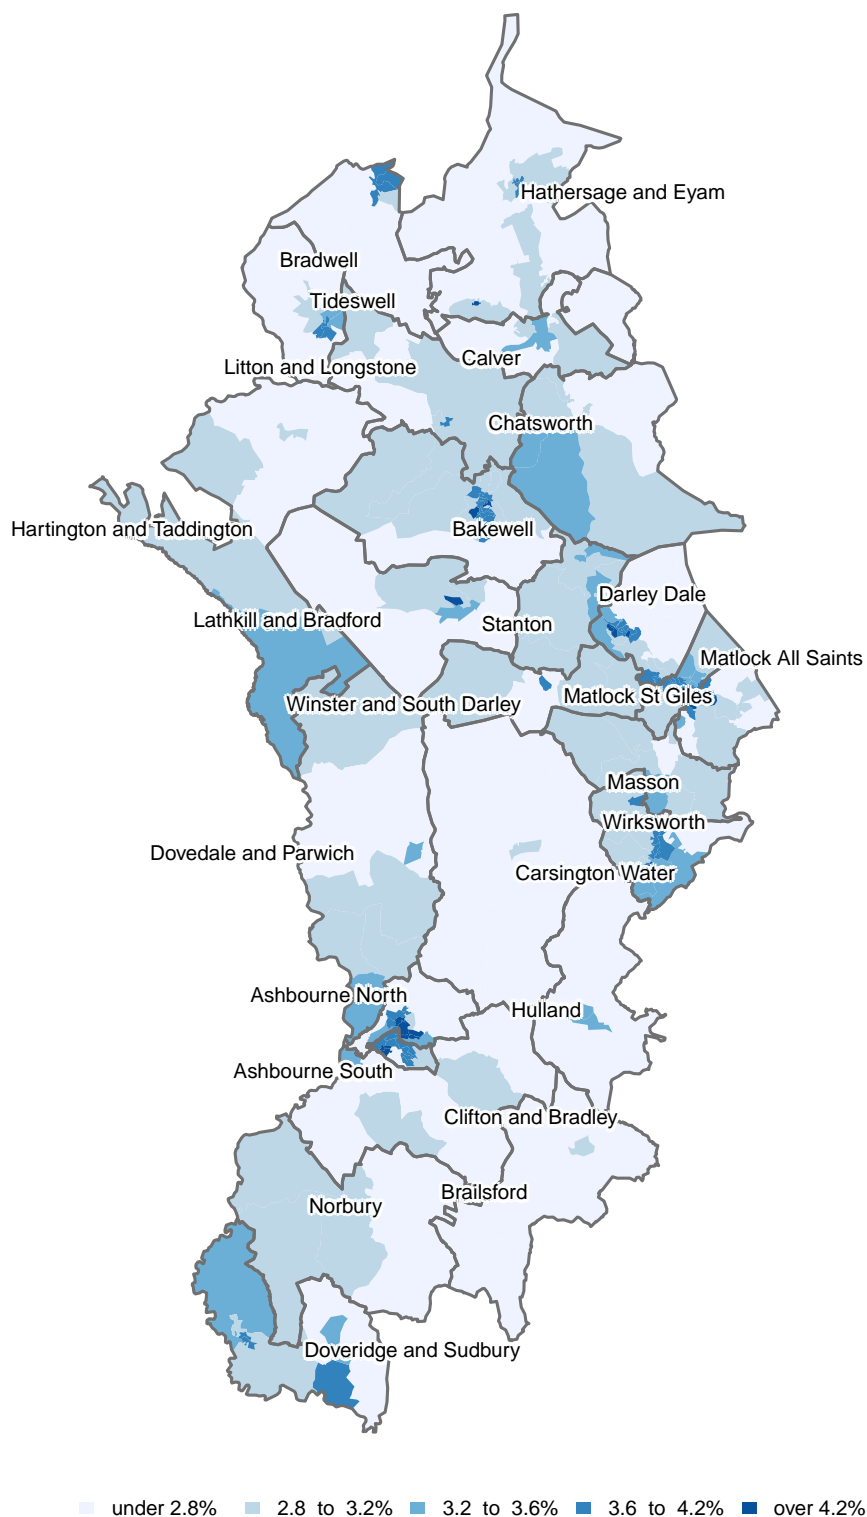 Hathersage and Eyam
Bradwell
Tideswell
Calver
Litton and Longstone
Chatsworth
Hartington and Taddington
Bakewell
Darley Dale
Lathkill and Bradford
Stanton
Matlock All Saints
Matlock St Giles
Winster and South Darley
Masson
Wirksworth
Dovedale and Parwich
Carsington Water
Ashbourne North
Hulland
Ashbourne South
Clifton and Bradley
Brailsford
Norbury
Doveridge and Sudbury
under 2.8% 2.8 to 3.2% 3.2 to 3.6% 3.6 to 4.2% over 4.2%